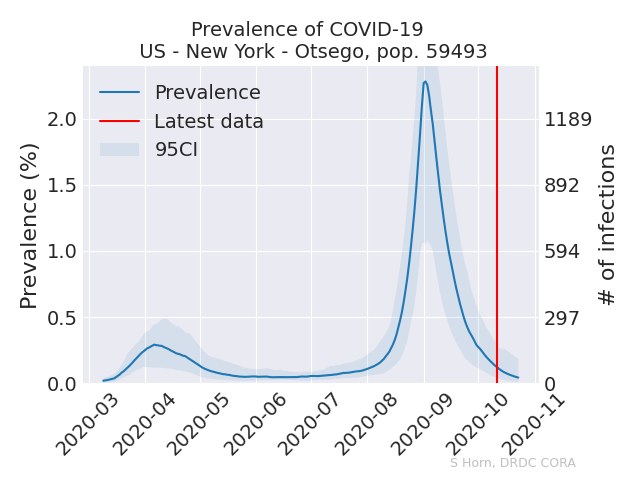 Prevalence of COVID-19
US - New York - Otsego, pop. 59493
Prevalence
Latest data
95CI
Prevalence (%)
2.0
1.5
1.0
0.5
0.0
1189
892
594
297
0
# of infections
2020-03
2020-04
2020-05
2020-06
2020-07
2020-08
2020-09
2020-10
2020-11
S Horn, DRDC CORA